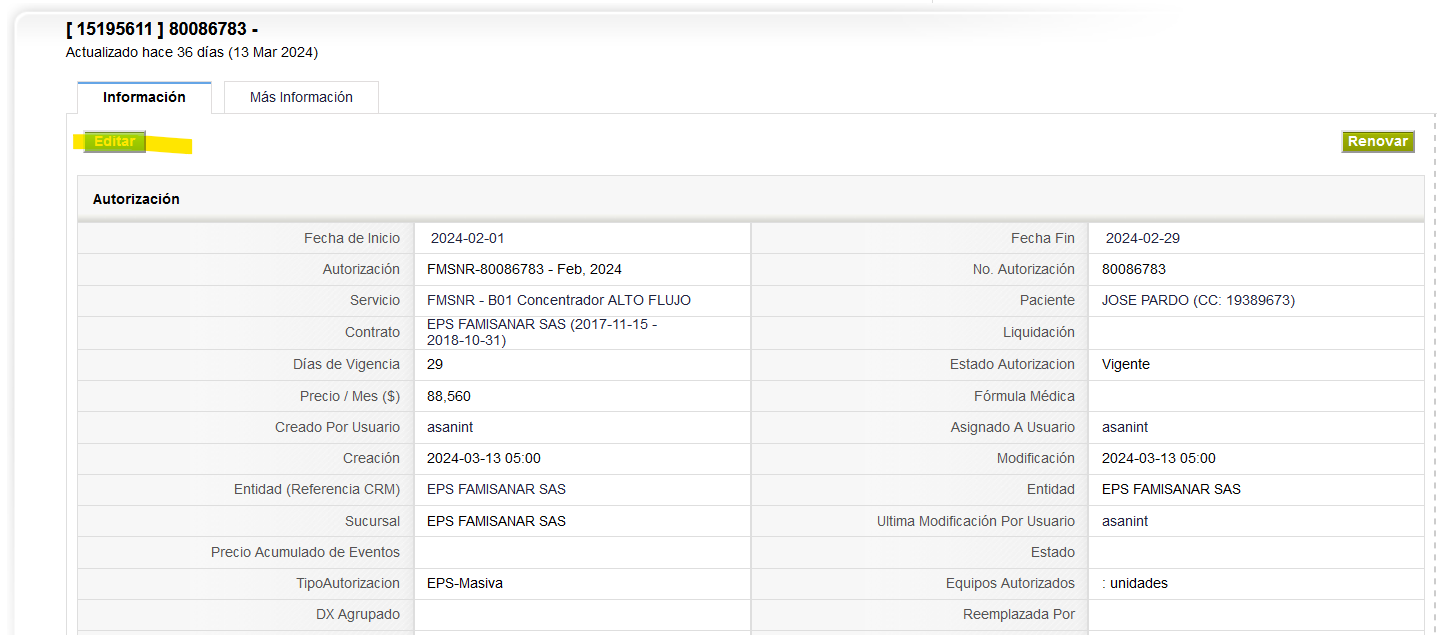 [ 15195611 ] 80086783 -
Actualizado hace 36 días (13 Mar 2024)
Información Más Información
Editar Renovar
Autorización
Fecha de Inicio 2024-02-01 Fecha Fin 2024-02-29
Autorización FMSNR-80086783 - Feb, 2024 No. Autorización 80086783
Servicio FMSNR - B01 Concentrador ALTO FLUJO Paciente JOSE PARDO (CC: 19389673)
Contrato EPS FAMISANAR SAS (2017-11-15 - Liquidación
2018-10-31)
Días de Vigencia 29 Estado Autorizacion Vigente
Precio / Mes ($) 88,560 Fórmula Médica
Creado Por Usuario asanint Asignado A Usuario asanint
Creación 2024-03-13 05:00 Modificación 2024-03-13 05:00
Entidad (Referencia CRM) EPS FAMISANAR SAS Entidad EPS FAMISANAR SAS
Sucursal EPS FAMISANAR SAS Ultima Modificación Por Usuario asanint
Precio Acumulado de Eventos Estado
TipoAutorizacion EPS-Masiva Equipos Autorizados : unidades
DX Agrupado Reemplazada Por